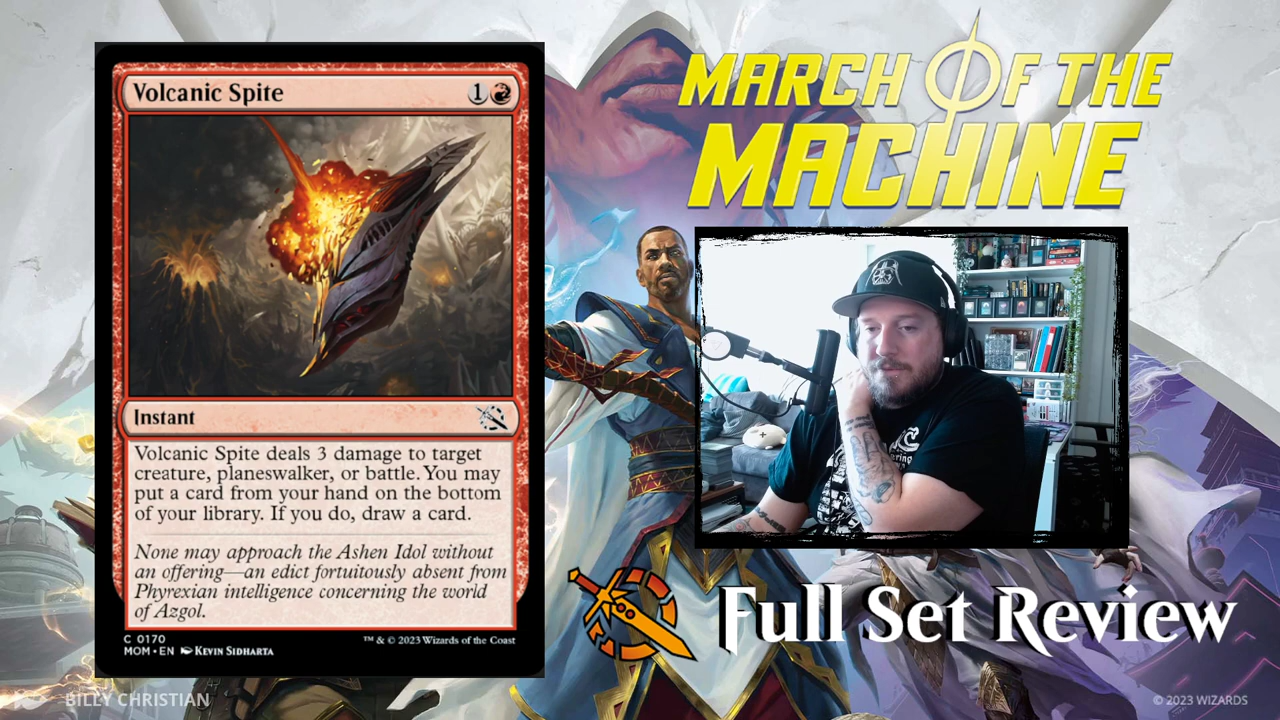 Volcanic Spite 1
Instant
Volcanic Spite deals 3 damage to target
creature, planeswalker, or battle. You may
put a card from your hand on the bottom
of your library. If you do, draw a card.
None may approach the Ashen Idol without
an offering—an edict fortuitously absent from
Phyrexian intelligence concerning the world
of Azgol.
C 0170
MOM • EN Kevin Sidharta
™ & © 2023 Wizards of the Coast
MARCH OF THE
MACHINE
Full Set Review
BILLY CHRISTIAN
© 2023 WIZARDS